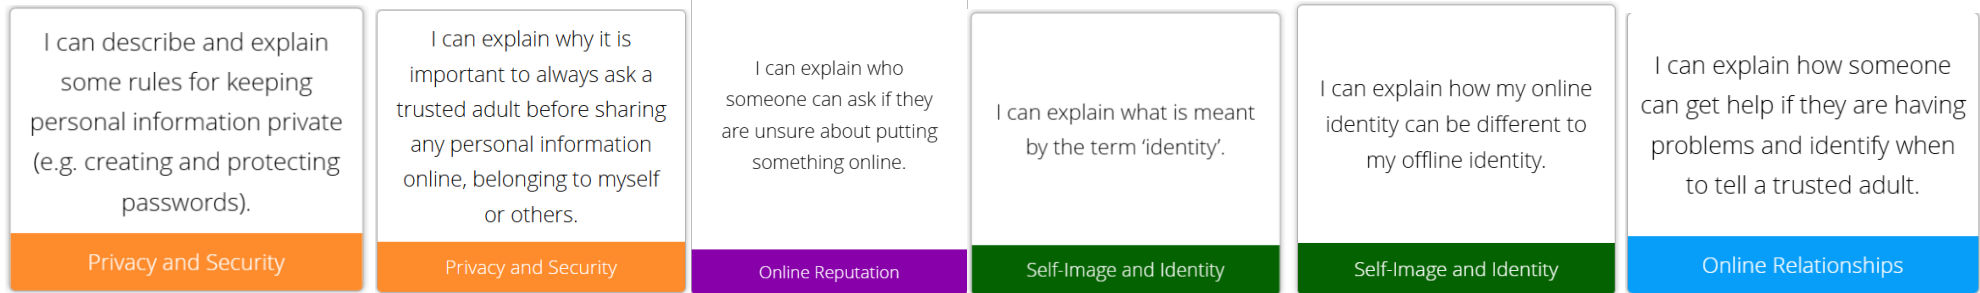 I can describe and explain
some rules for keeping
personal information private
(e.g. creating and protecting
passwords).
Privacy and Security
I can explain why it is
important to always ask a
trusted adult before sharing
any personal information
online, belonging to myself
or others.
Privacy and Security
I can explain who
someone can ask if they
are unsure about putting
something online.
Online Reputation
I can explain what is meant
by the term ‘identity’.
Self-Image and Identity
I can explain how my online
identity can be different to
my offline identity.
Self-Image and Identity
I can explain how someone
can get help if they are having
problems and identify when
to tell a trusted adult.
Online Relationships